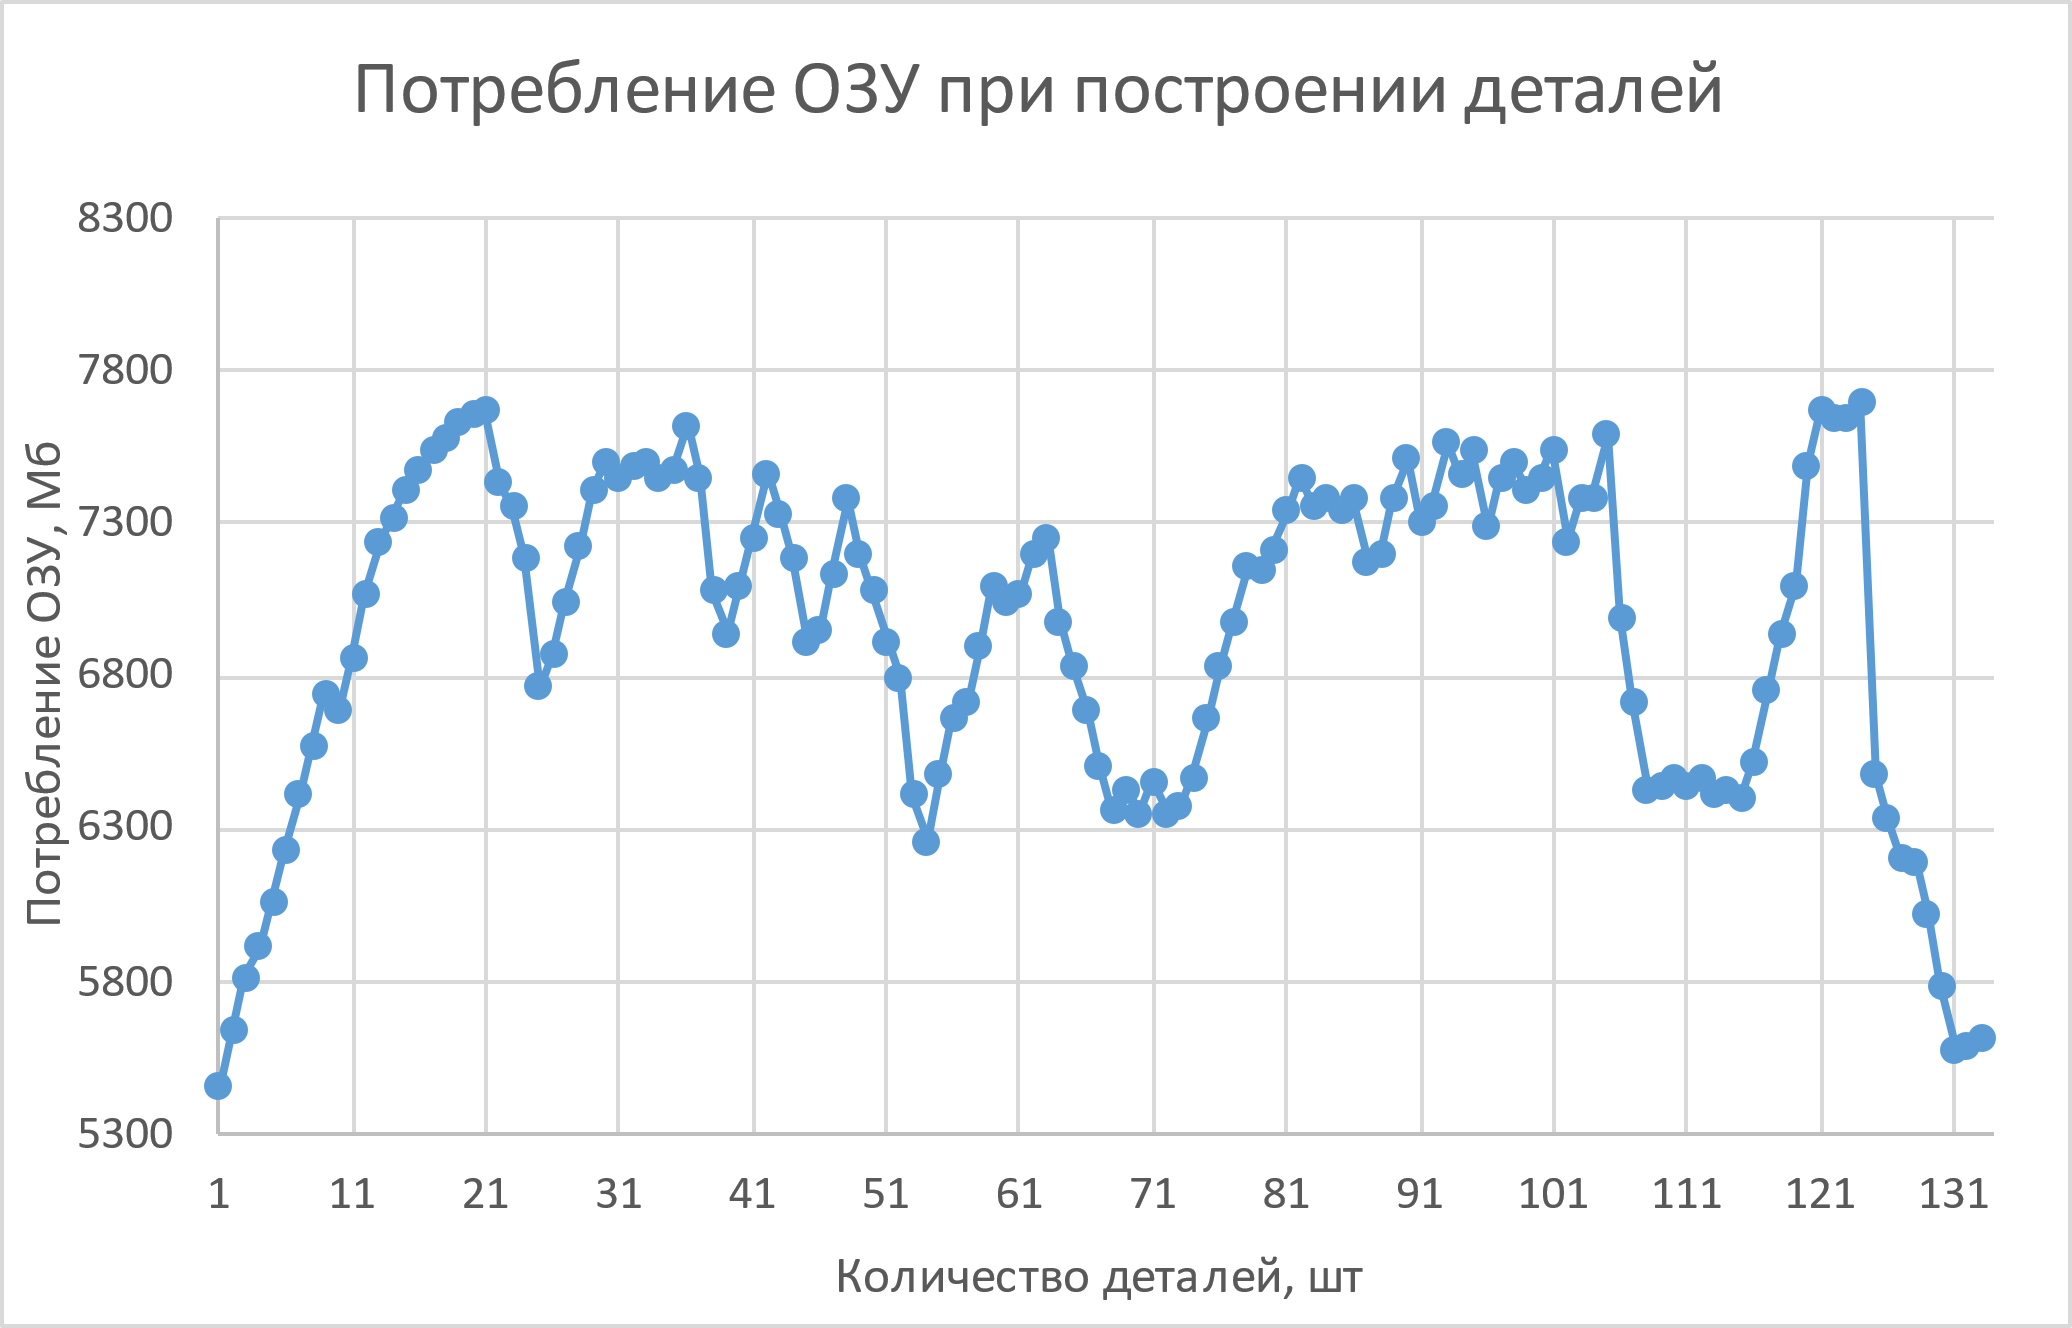 Потребление ОЗУ при построении деталей
Потребление ОЗУ, Мб
8300
7800
7300
6800
6300
5800
5300
1 11 21 31 41 51 61 71 81 91 101 111 121 131
Количество деталей, шт